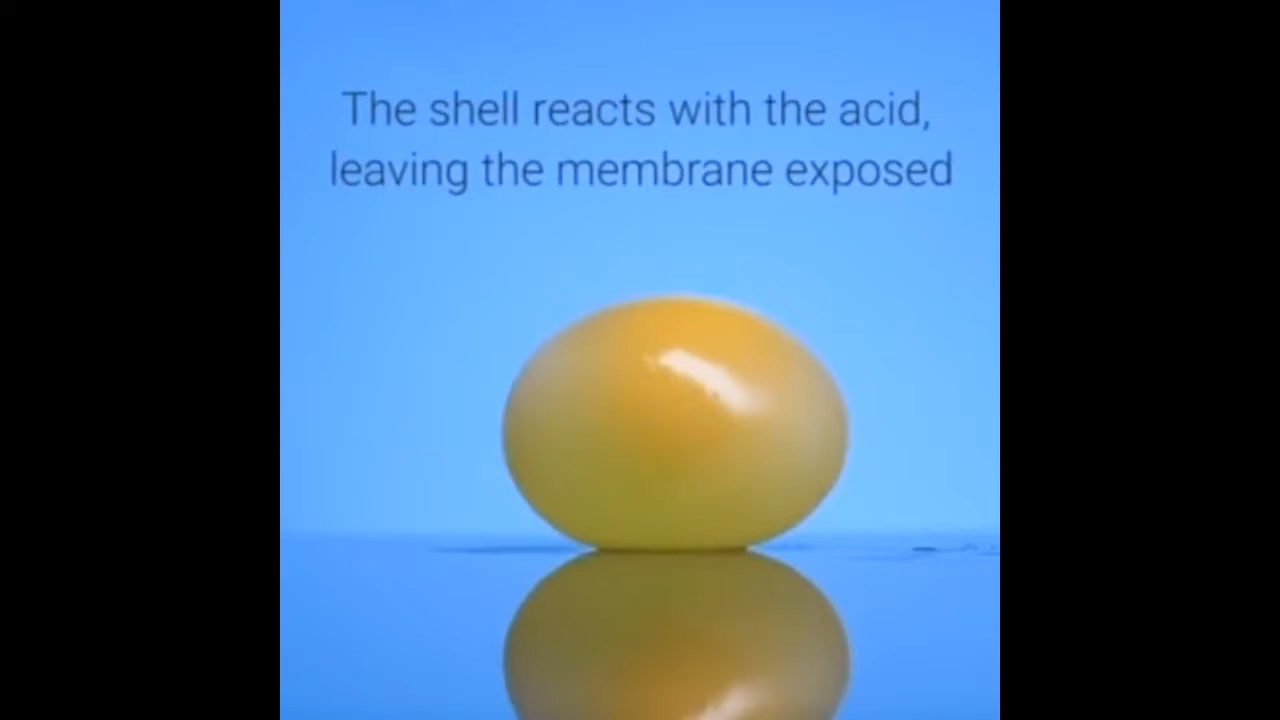 The shell reacts with the acid,
leaving the membrane exposed